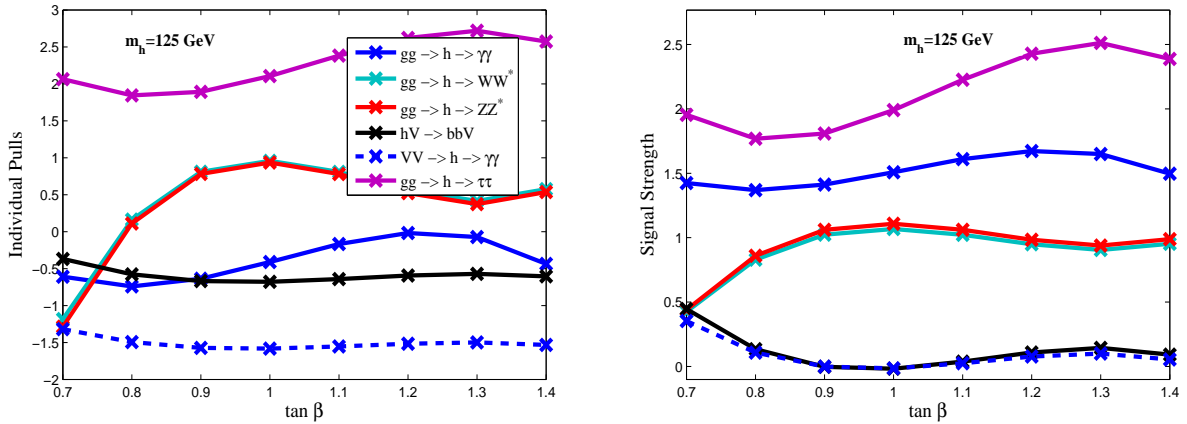 3
2.5
2
1.5
1
0.5
0
−0.5
−1
−1.5
−2
Individual Pulls
m_h=125 GeV
gg −> h −> γγ
gg −> h −> WW*
gg −> h −> ZZ*
hV −> bbV
VV −> h −> γγ
gg −> h −> ττ
0.7 0.8 0.9 1 1.1 1.2 1.3 1.4
tan β
2.5
2
1.5
1
0.5
0
Signal Strength
m_h=125 GeV
0.7 0.8 0.9 1 1.1 1.2 1.3 1.4
tan β